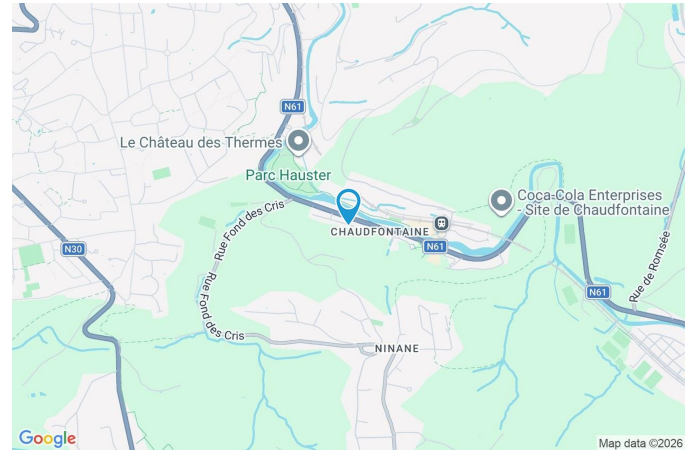 N61
Le Château des Thermes
Parc Hauster
Coca-Cola Enterprises
- Site de Chaudfontaine
Rue Fond des Cris
CHAUDFONTAINE
N61
N30
Rue de Romsée
N61
Rue Fond des Cris
NINANE
Google
Map data ©2026